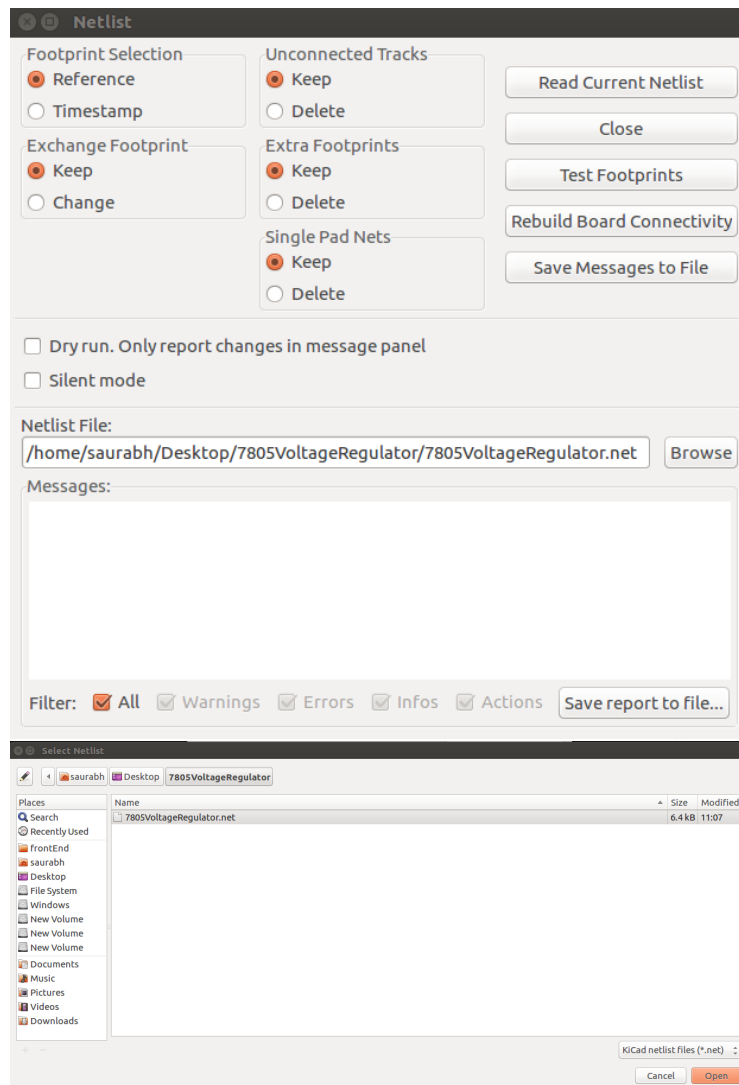 Netlist
Footprint Selection
Reference
Timestamp
Exchange Footprint
Keep
Change
Unconnected Tracks
Keep
Delete
Extra Footprints
Keep
Delete
Single Pad Nets
Keep
Delete
Read Current Netlist
Close
Test Footprints
Rebuild Board Connectivity
Save Messages to File
Dry run. Only report changes in message panel
Silent mode
Netlist File:
/home/saurabh/Desktop/7805VoltageRegulator/7805VoltageRegulator.net Browse
Messages:
Filter: All Warnings Errors Infos Actions Save report to file...
Select Netlist
saurabh Desktop 7805VoltageRegulator
Places
Search
Recently Used
frontEnd
saurabh
Desktop
File System
Windows
New Volume
New Volume
New Volume
Documents
Music
Pictures
Videos
Downloads
Name Size Modified
7805VoltageRegulator.net 6.4 kB 11:07
KiCad netlist files (*.net)
Cancel Open